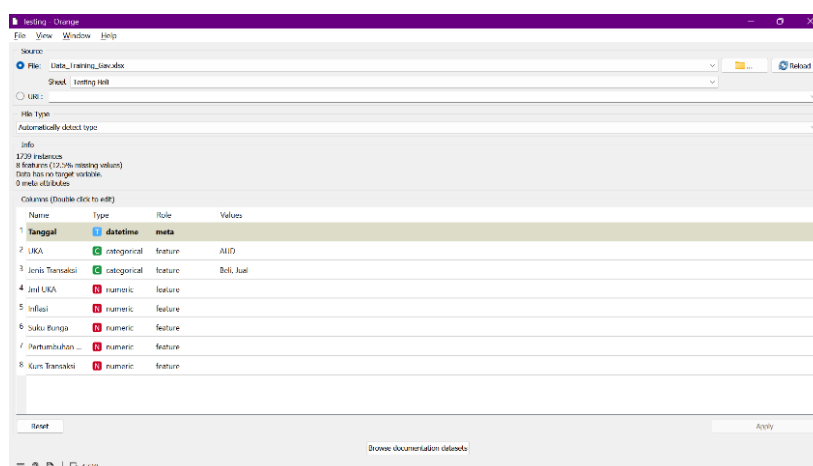 Testing - Orange
File View Window Help
Source
File: Data_Training_Gav.xlsx ... Reload
Sheet Testing Beli
URL:
File Type
Automatically detect type
Info
1739 instances
8 features (12.5% missing values)
Data has no target variable.
0 meta attributes
Columns (Double click to edit)
Name Type Role Values
1 Tanggal T datetime meta
2 UKA C categorical feature AUD
3 Jenis Transaksi C categorical feature Beli, Jual
4 Jml UKA N numeric feature
5 Inflasi N numeric feature
6 Suku Bunga N numeric feature
7 Pertumbuhan ... N numeric feature
8 Kurs Transaksi N numeric feature
Reset Apply
Browse documentation datasets